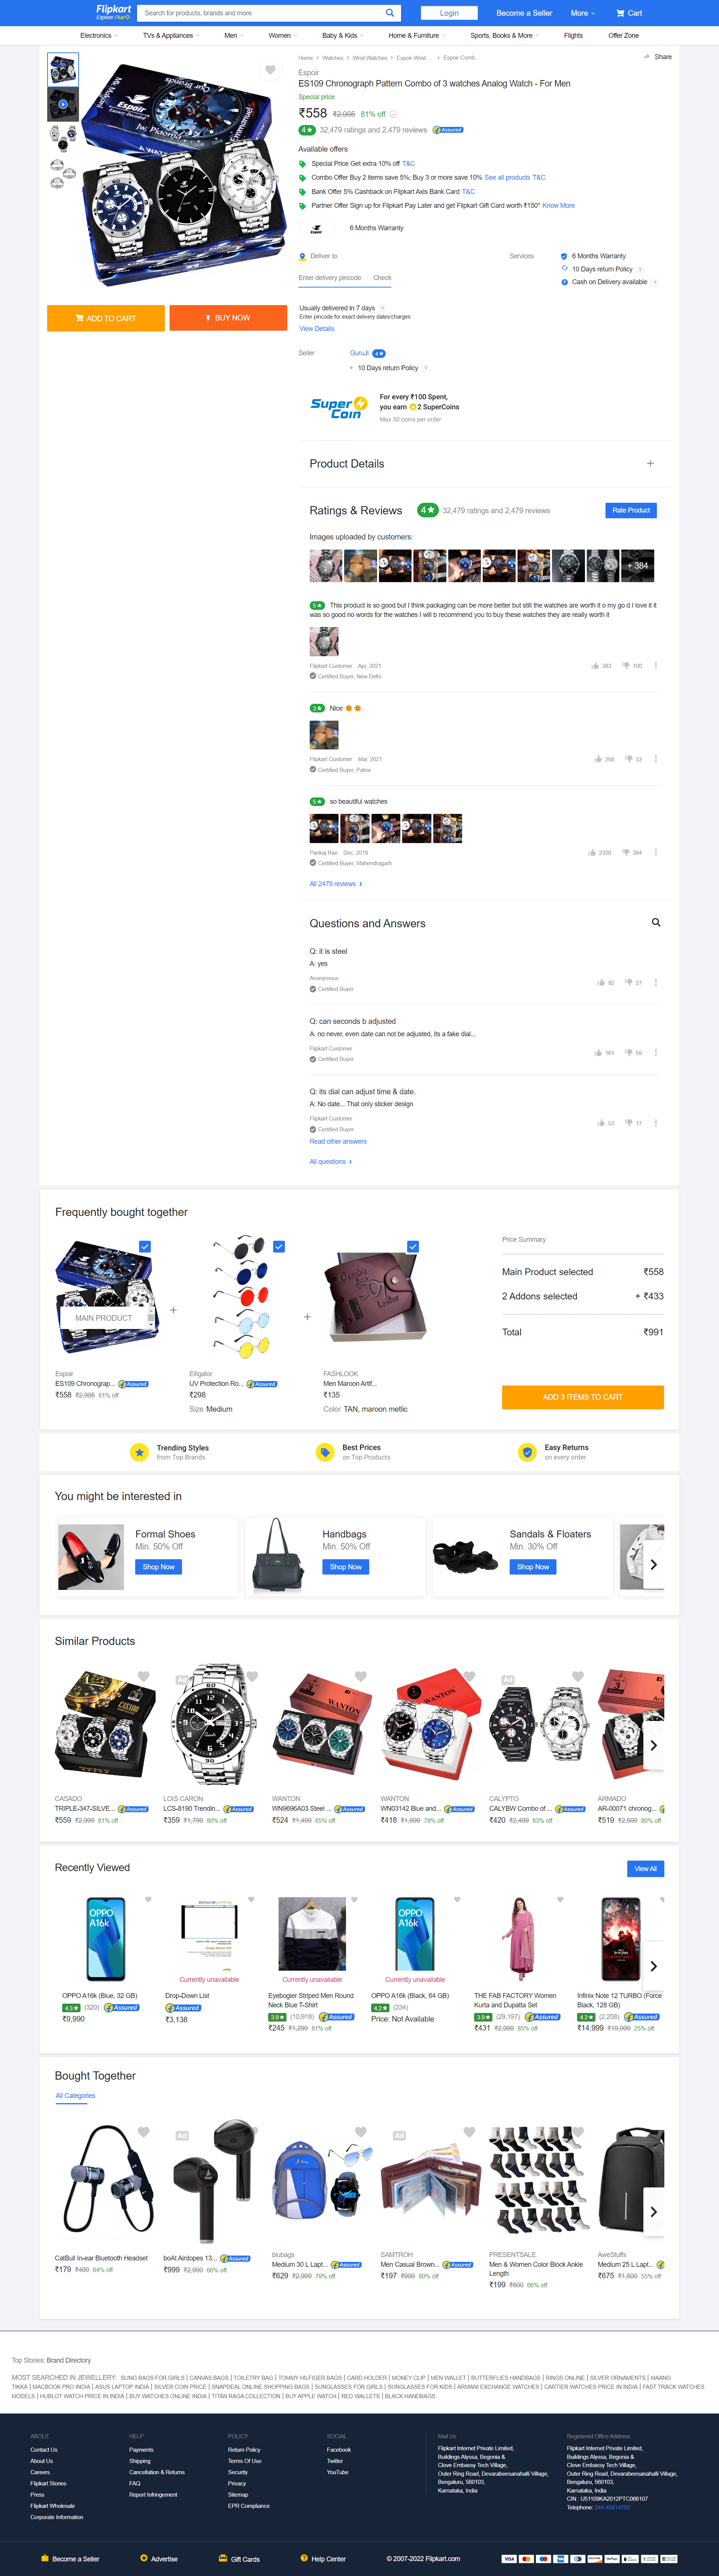 Flipkart
Explore Plus
Search for products, brands and more
Login
Become a Seller
More
Cart
Electronics
TVs & Appliances
Men
Women
Baby & Kids
Home & Furniture
Sports, Books & More
Flights
Offer Zone
Home
Watches
Wrist Watches
Espoir Wrist ...
Espoir Comb...
Share
Espoir
ES109 Chronograph Pattern Combo of 3 watches Analog Watch - For Men
Special price
₹558 ₹2,995 81% off
4 32,479 ratings and 2,479 reviews Assured
Available offers
Special Price Get extra 10% off T&C
Combo Offer Buy 2 items save 5%; Buy 3 or more save 10% See all products T&C
Bank Offer 5% Cashback on Flipkart Axis Bank Card T&C
Partner Offer Sign up for Flipkart Pay Later and get Flipkart Gift Card worth ₹150* Know More
Espoir
6 Months Warranty
Deliver to
Enter delivery pincode Check
Services
6 Months Warranty
10 Days return Policy ?
Cash on Delivery available ?
ADD TO CART
BUY NOW
Usually delivered in 7 days ?
Enter pincode for exact delivery dates/charges
View Details
Seller
GuruJi 4
10 Days return Policy ?
Super Coin
For every ₹100 Spent,
you earn 2 SuperCoins
Max 50 coins per order
Product Details
Ratings & Reviews
4 32,479 ratings and 2,479 reviews
Rate Product
Images uploaded by customers:
+ 384
5 This product is so good but I think packaging can be more better but still the watches are worth it o my go d I love it it
was so good no words for the watches I will b recommend you to buy these watches they are really worth it
Flipkart Customer Apr, 2021
383 100
Certified Buyer, New Delhi
3 Nice 😕 😕
Flipkart Customer Mar, 2021
258 33
Certified Buyer, Patna
5 so beautiful watches
Pankaj Rao Dec, 2019
2330 384
Certified Buyer, Mahendragarh
All 2479 reviews
Questions and Answers
Q: it is steel
A: yes
Anonymous
Certified Buyer
92 27
Q: can seconds b adjusted
A: no never, even date can not be adjusted, its a fake dial...
Flipkart Customer
Certified Buyer
161 59
Q: its dial can adjust time & date.
A: No date... That only sticker design
Flipkart Customer
Certified Buyer
53 17
Read other answers
All questions
Frequently bought together
MAIN PRODUCT
Espoir
ES109 Chronograp... Assured
₹558 ₹2,995 81% off
Elligator
UV Protection Ro... Assured
₹298
Size Medium
FASHLOOK
Men Maroon Artif...
₹135
Color TAN, maroon metlic
Price Summary
Main Product selected ₹558
2 Addons selected + ₹433
Total ₹991
ADD 3 ITEMS TO CART
Trending Styles
from Top Brands
Best Prices
on Top Products
Easy Returns
on every order
You might be interested in
Formal Shoes
Min. 50% Off
Shop Now
Handbags
Min. 50% Off
Shop Now
Sandals & Floaters
Min. 30% Off
Shop Now
Similar Products
CASADO
TRIPLE-347-SILVE... Assured
₹559 ₹2,999 81% off
Ad
LOIS CARON
LCS-8190 Trendin... Assured
₹359 ₹1,799 80% off
WANTON
WN9696A03 Steel ... Assured
₹524 ₹1,499 65% off
WANTON
WN03142 Blue and... Assured
₹418 ₹1,999 79% off
Ad
CALYPTO
CALYBW Combo of ... Assured
₹420 ₹2,499 83% off
ARMADO
AR-00071 chronog...
₹519 ₹2,599 80% off
Recently Viewed
View All
OPPO A16k
OPPO A16k (Blue, 32 GB)
4.3 (320) Assured
₹9,990
Currently unavailable
Drop-Down List
Assured
₹3,138
Currently unavailable
Eyebogler Striped Men Round
Neck Blue T-Shirt
3.9 (10,918) Assured
₹245 ₹1,299 81% off
OPPO A16k
Currently unavailable
OPPO A16k (Black, 64 GB)
4.2 (234)
Price: Not Available
THE FAB FACTORY Women
Kurta and Dupatta Set
3.9 (29,197) Assured
₹431 ₹2,999 85% off
Infinix Note 12 TURBO (Force
Black, 128 GB)
4.2 (2,208) Assured
₹14,999 ₹19,999 25% off
Bought Together
All Categories
CatBull In-ear Bluetooth Headset
₹179 ₹499 64% off
Ad
boAt Airdopes 13... Assured
₹999 ₹2,990 66% off
blubags
Medium 30 L Lapt... Assured
₹629 ₹2,999 79% off
Ad
SAMTROH
Men Casual Brown... Assured
₹197 ₹999 80% off
PRESENTSALE
Men & Women Color Block Ankle
Length
₹199 ₹600 66% off
AweStuffs
Medium 25 L Lapt...
₹675 ₹1,500 55% off
Top Stories: Brand Directory
MOST SEARCHED IN JEWELLERY: SLING BAGS FOR GIRLS | CANVAS BAGS | TOILETRY BAG | TOMMY HILFIGER BAGS | CARD HOLDER | MONEY CLIP | MEN WALLET | BUTTERFLIES HANDBAGS | RINGS ONLINE | SILVER ORNAMENTS | MAANG
TIKKA | MACBOOK PRO INDIA | ASUS LAPTOP INDIA | SILVER COIN PRICE | SNAPDEAL ONLINE SHOPPING BAGS | SUNGLASSES FOR GIRLS | SUNGLASSES FOR KIDS | ARMANI EXCHANGE WATCHES | CARTIER WATCHES PRICE IN INDIA | FAST TRACK WATCHES
MODELS | HUBLOT WATCH PRICE IN INDIA | BUY WATCHES ONLINE INDIA | TITAN RAGA COLLECTION | BUY APPLE WATCH | RED WALLETS | BLACK HANDBAGS
ABOUT
Contact Us
About Us
Careers
Flipkart Stories
Press
Flipkart Wholesale
Corporate Information
HELP
Payments
Shipping
Cancellation & Returns
FAQ
Report Infringement
POLICY
Return Policy
Terms Of Use
Security
Privacy
Sitemap
EPR Compliance
SOCIAL
Facebook
Twitter
YouTube
Mail Us
Flipkart Internet Private Limited,
Buildings Alyssa, Begonia &
Clove Embassy Tech Village,
Outer Ring Road, Devarabeesanahalli Village,
Bengaluru, 560103,
Karnataka, India
Registered Office Address
Flipkart Internet Private Limited,
Buildings Alyssa, Begonia &
Clove Embassy Tech Village,
Outer Ring Road, Devarabeesanahalli Village,
Bengaluru, 560103,
Karnataka, India
CIN : U51109KA2012PTC066107
Telephone: 044-45614700
Become a Seller
Advertise
Gift Cards
Help Center
© 2007-2022 Flipkart.com
VISA